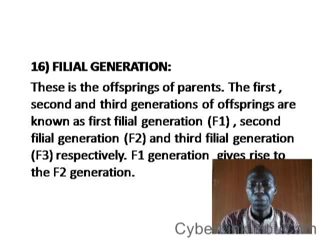 16) FILIAL GENERATION:
These is the offsprings of parents. The first ,
second and third generations of offsprings are
known as first filial generation (F1) , second
filial generation (F2) and third filial generation
(F3) respectively. F1 generation gives rise to
the F2 generation.